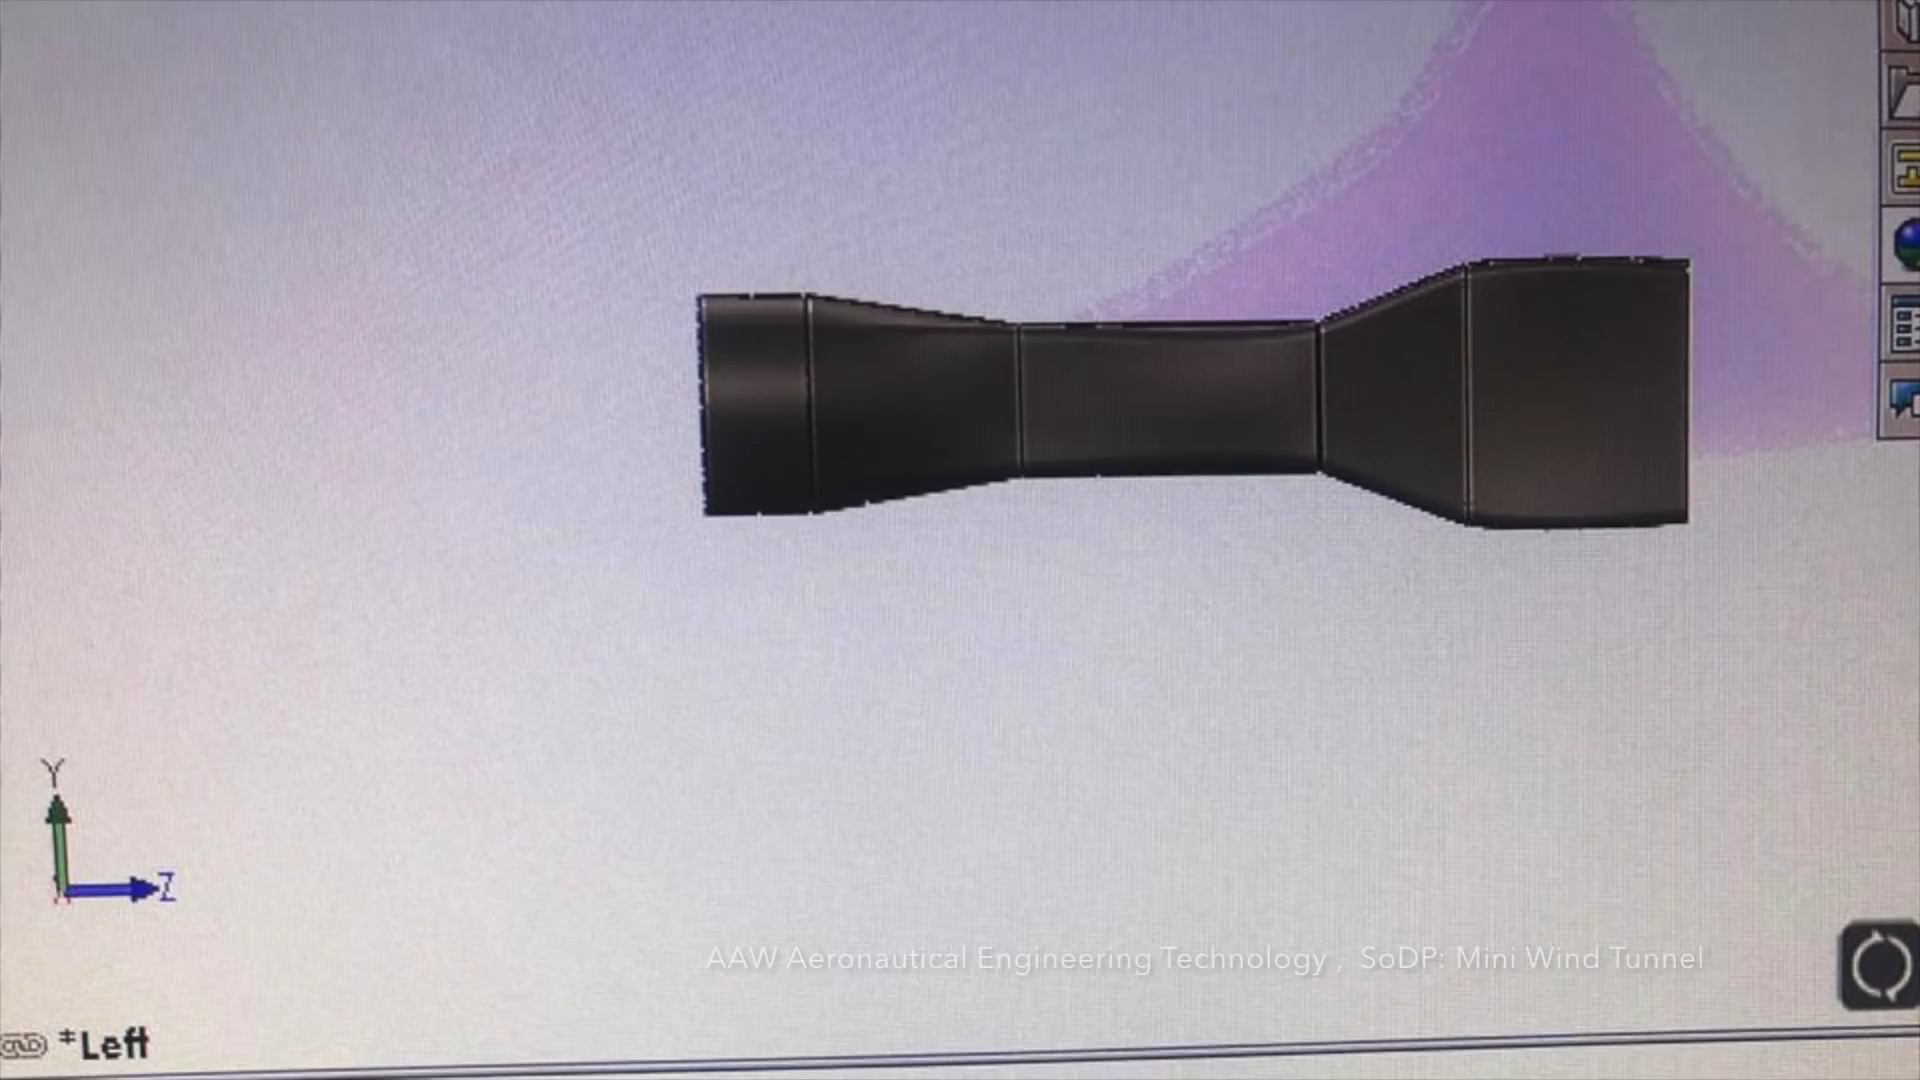 Y
Z
AAW Aeronautical Engineering Technology , SoDP: Mini Wind Tunnel
*Left